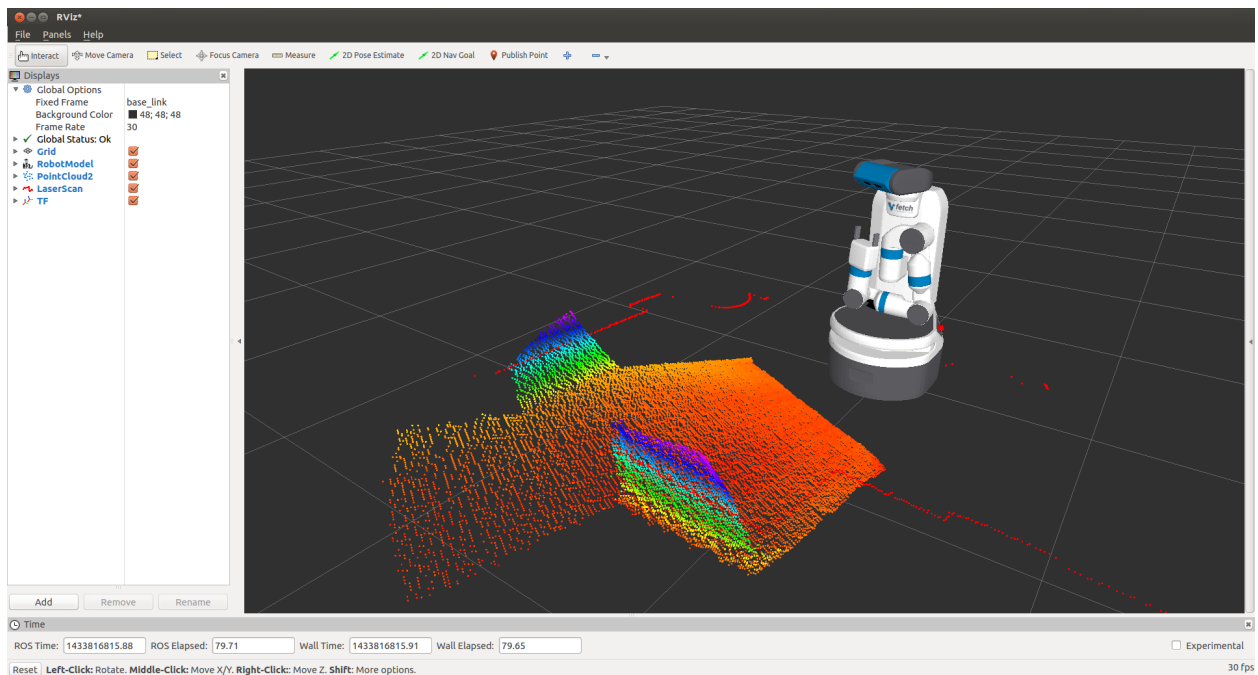 RViz*
File Panels Help
Interact Move Camera Select Focus Camera Measure 2D Pose Estimate 2D Nav Goal Publish Point
Displays
Global Options
Fixed Frame base_link
Background Color 48; 48; 48
Frame Rate 30
Global Status: Ok
Grid
RobotModel
PointCloud2
LaserScan
TF
fetch
Add Remove Rename
Time
ROS Time: 1433816815.88 ROS Elapsed: 79.71 Wall Time: 1433816815.91 Wall Elapsed: 79.65 Experimental
Reset Left-Click: Rotate. Middle-Click: Move X/Y. Right-Click:: Move Z. Shift: More options. 30 fps